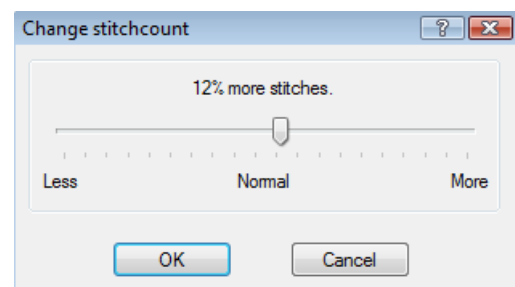 Change stitchcount
12% more stitches.
Less Normal More
OK Cancel